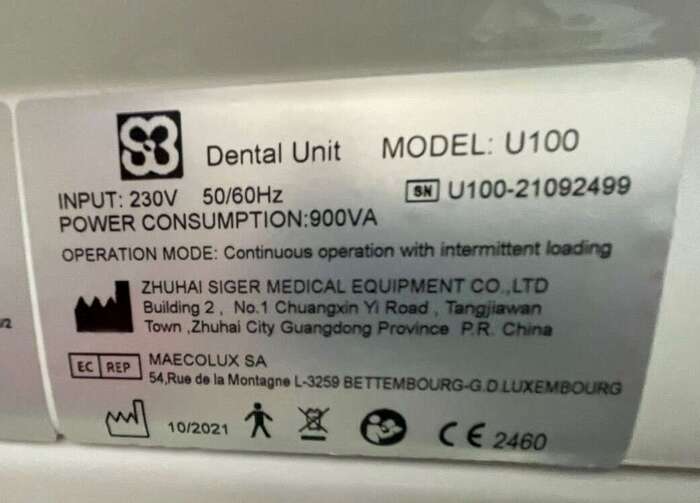 S3
Dental Unit MODEL: U100
INPUT: 230V 50/60Hz SN U100-21092499
POWER CONSUMPTION:900VA
OPERATION MODE: Continuous operation with intermittent loading
ZHUHAI SIGER MEDICAL EQUIPMENT CO.,LTD
Building 2 , No.1 Chuangxin Yi Road , Tangjiawan
Town ,Zhuhai City Guangdong Province P.R. China
EC REP MAECOLUX SA
54,Rue de la Montagne L-3259 BETTEMBOURG-G.D.LUXEMBOURG
10/2021 CE 2460